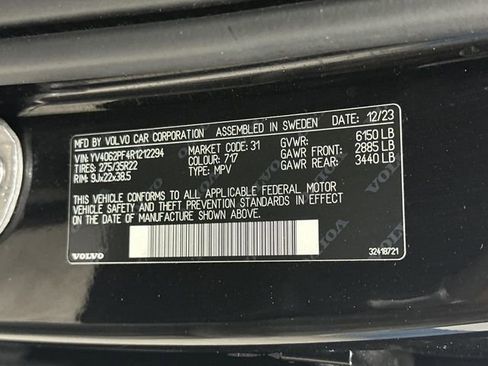 MFD BY VOLVO CAR CORPORATION ASSEMBLED IN SWEDEN DATE: 12/23
VIN: YV4062PF4R1212294 MARKET CODE: 31 GVWR: 6150 LB
TIRES: 275/35R22 COLOUR: 717 GAWR FRONT: 2885 LB
RIM: 9Jx22x38.5 TYPE: MPV GAWR REAR: 3440 LB
THIS VEHICLE CONFORMS TO ALL APPLICABLE FEDERAL MOTOR
VEHICLE SAFETY AND THEFT PREVENTION STANDARDS IN EFFECT
ON THE DATE OF MANUFACTURE SHOWN ABOVE.
VOLVO 32418721